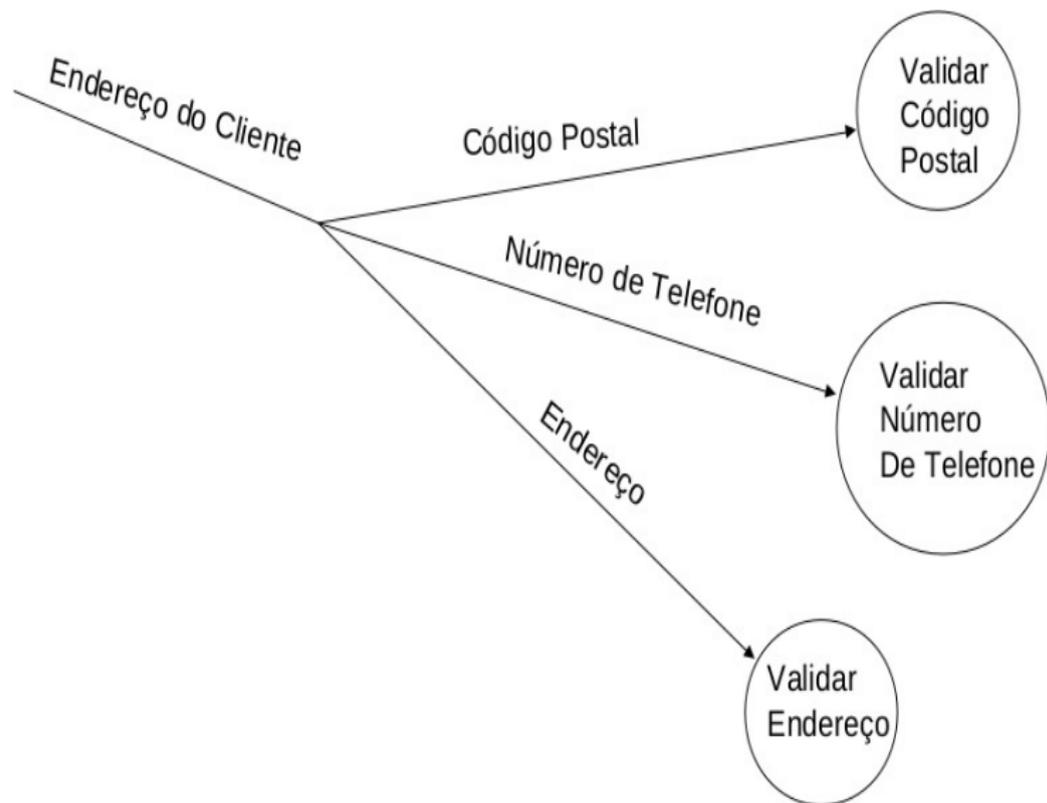 Endereço do Cliente
Código Postal
Validar
Código
Postal
Número de Telefone
Validar
Número
De Telefone
Endereço
Validar
Endereço